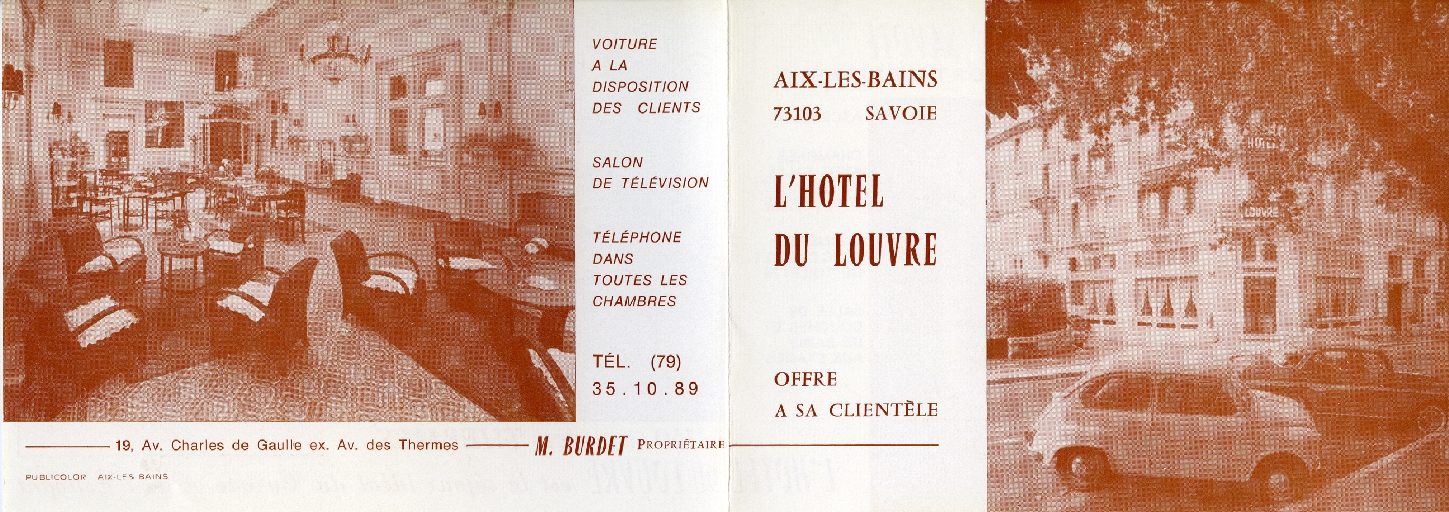 VOITURE
A LA
DISPOSITION
DES CLIENTS
SALON
DE TÉLÉVISION
TÉLÉPHONE
DANS
TOUTES LES
CHAMBRES
TÉL. (79)
35.10.89
19, Av. Charles de Gaulle ex. Av. des Thermes
M. BURDET PROPRIÉTAIRE
PUBLICOLOR AIX-LES-BAINS
AIX-LES-BAINS
73103 SAVOIE
L'HOTEL
DU LOUVRE
OFFRE
A SA CLIENTÈLE
HOTEL
LOUVRE